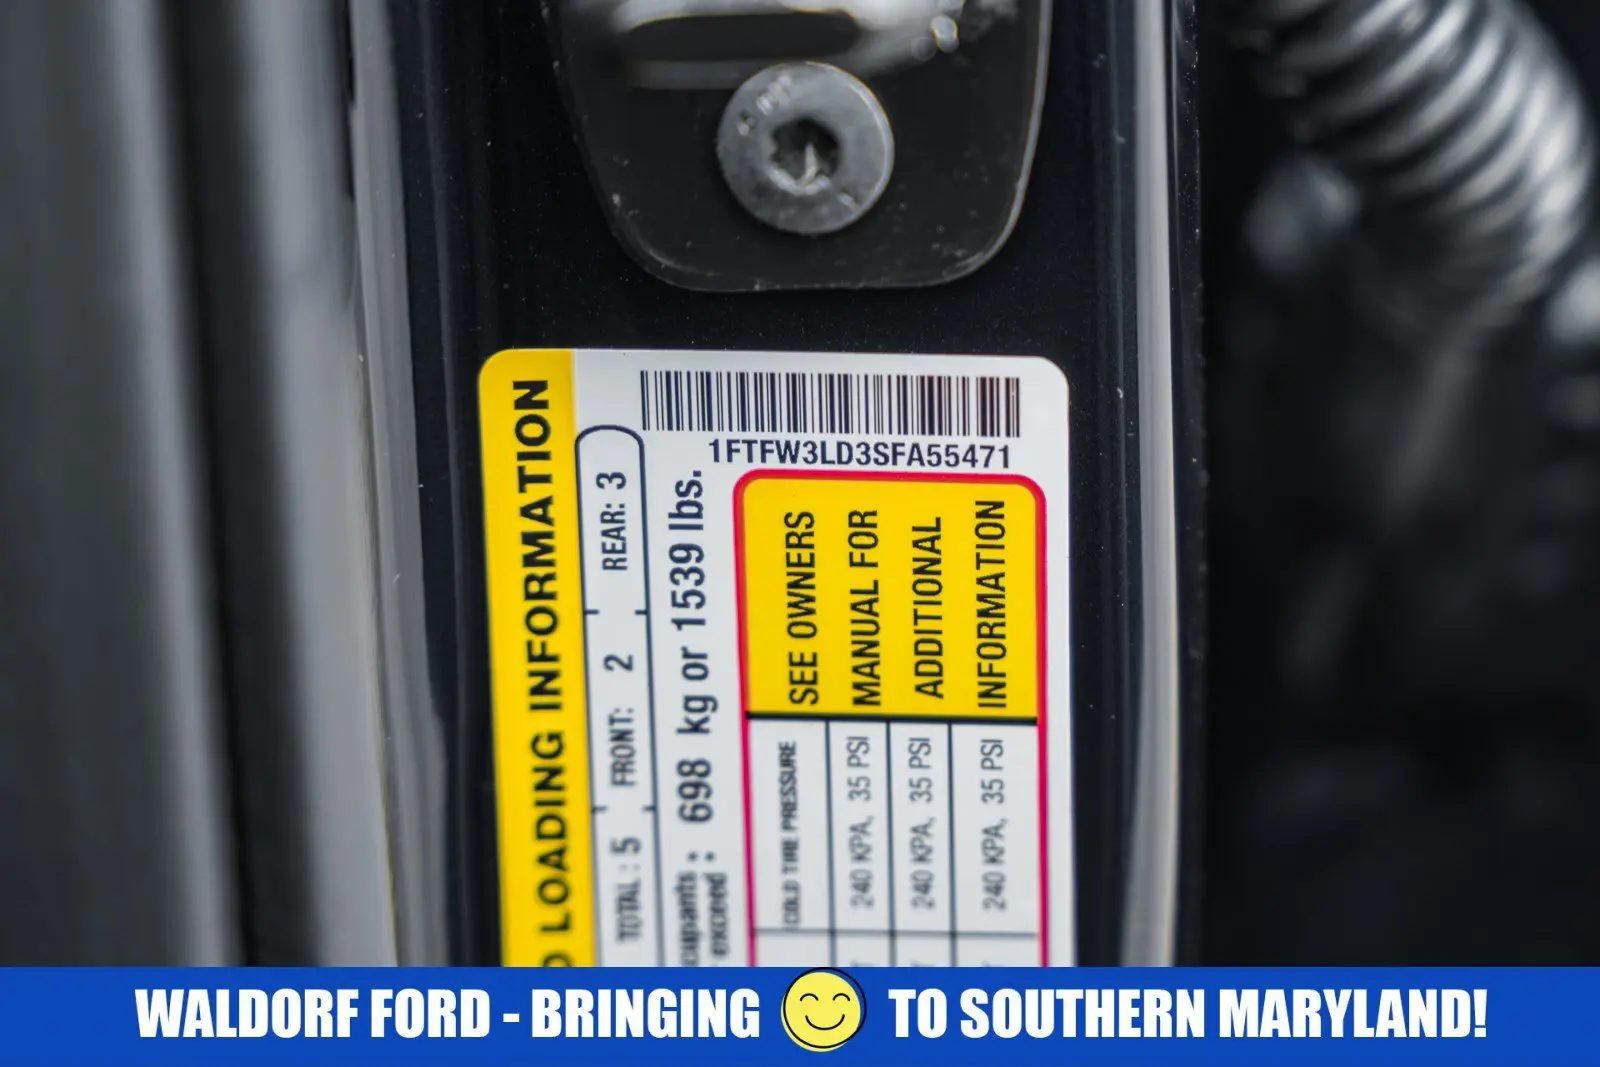 1FTFW3LD3SFA55471
LOADING INFORMATION
TOTAL : 5 FRONT: 2 REAR: 3
exceed : 698 kg or 1539 lbs.
COLD TIRE PRESSURE
240 KPA, 35 PSI
240 KPA, 35 PSI
240 KPA, 35 PSI
SEE OWNERS
MANUAL FOR
ADDITIONAL
INFORMATION
WALDORF FORD - BRINGING TO SOUTHERN MARYLAND!